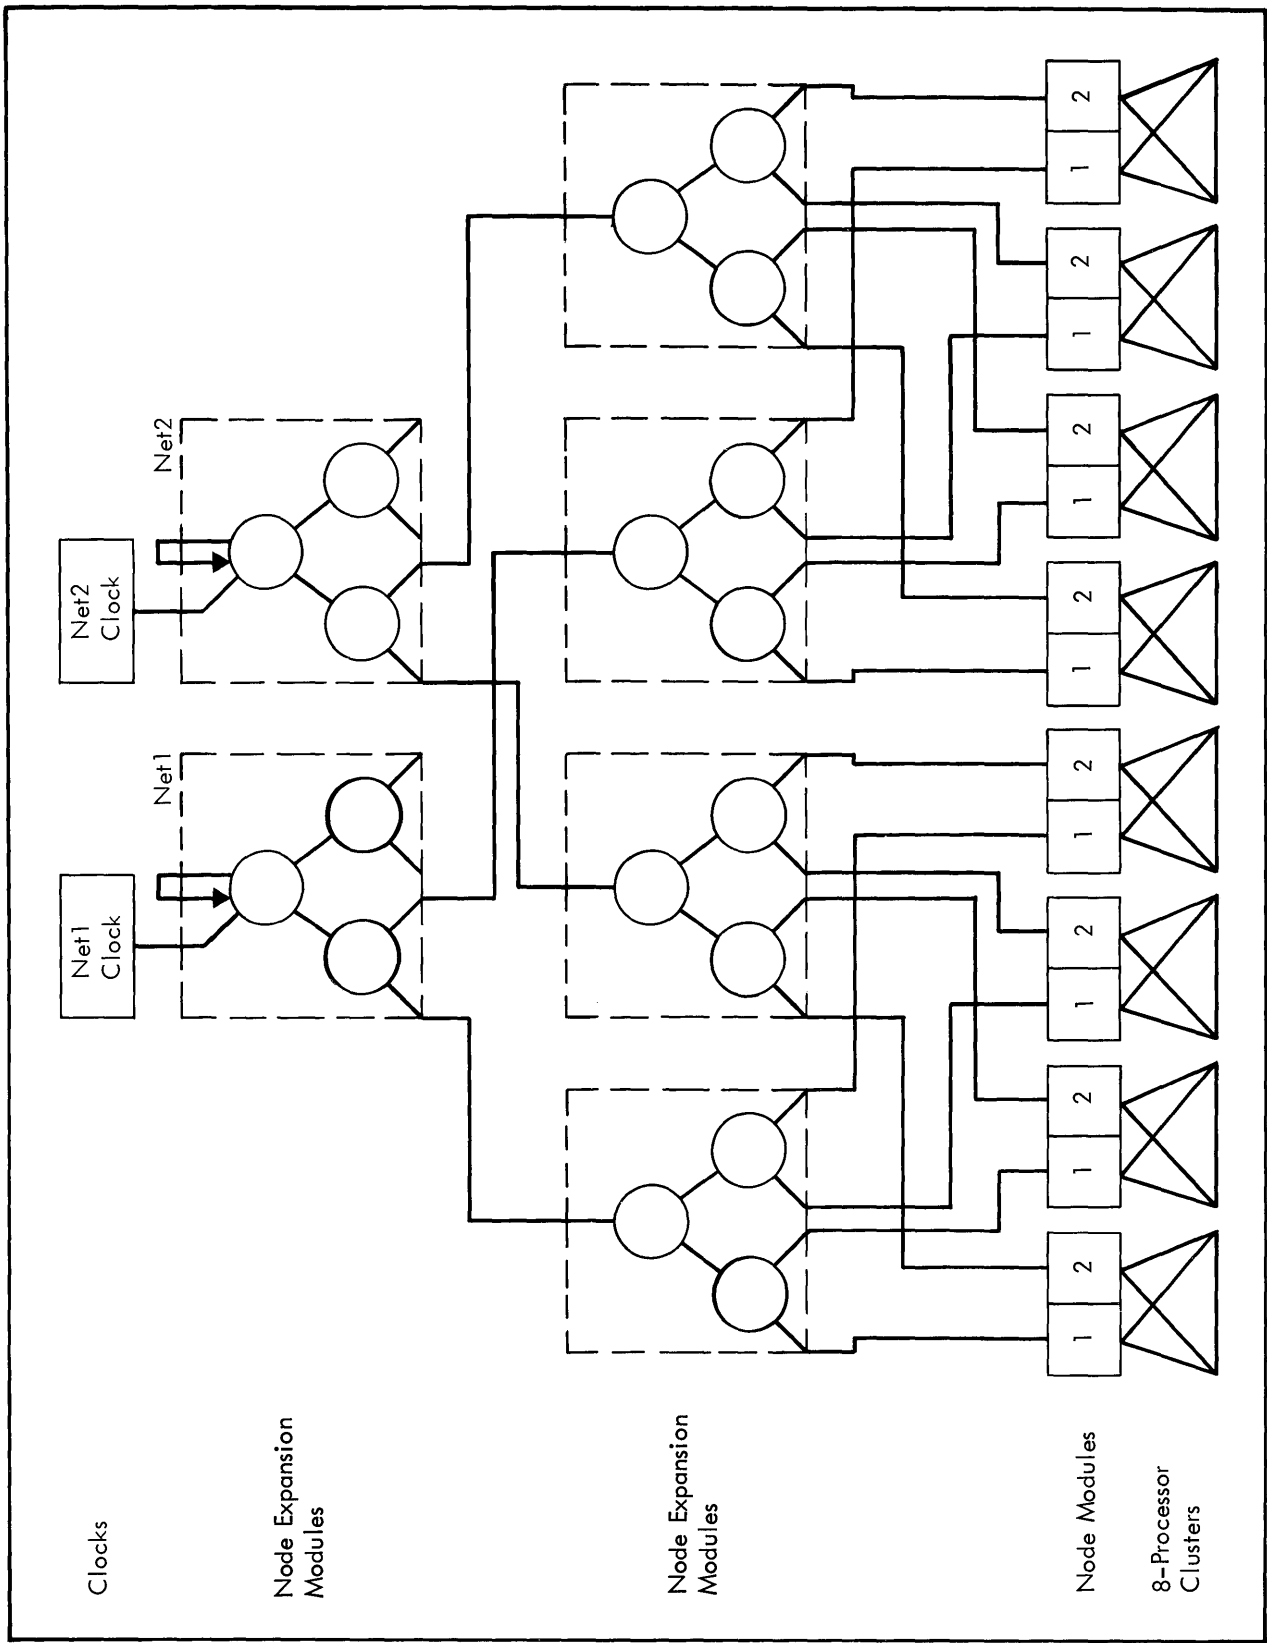 Clocks
Net1
Clock
Net2
Clock
Net1
Net2
Node Expansion
Modules
Node Expansion
Modules
Node Modules
1 2 1 2 1 2 1 2 1 2 1 2 1 2 1 2
8-Processor
Clusters